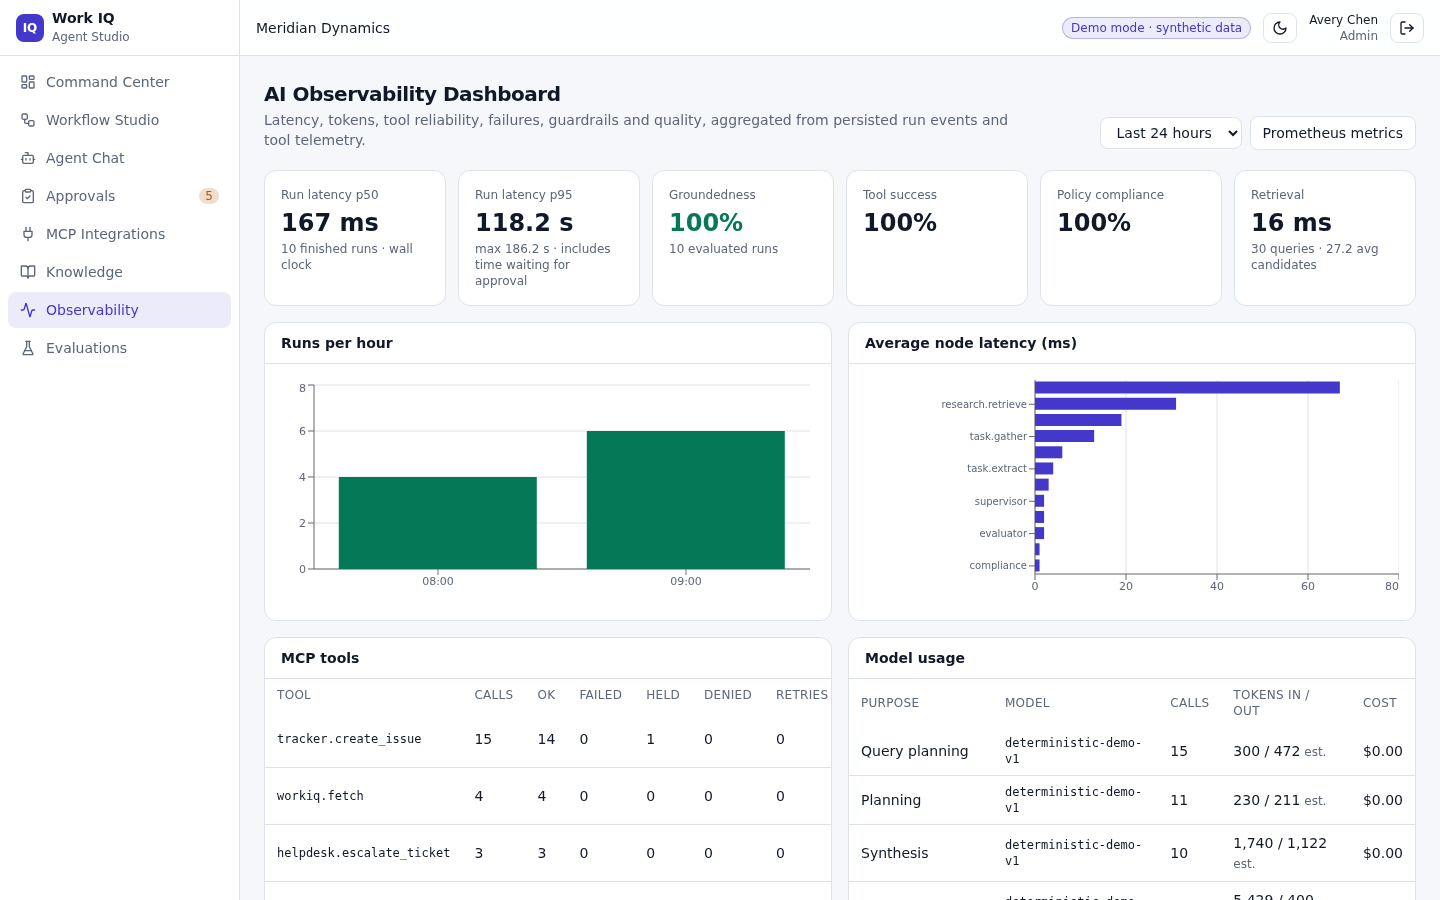 IQ
Work IQ
Agent Studio
Meridian Dynamics
Demo mode · synthetic data
Avery Chen
Admin
Command Center
Workflow Studio
Agent Chat
Approvals
5
MCP Integrations
Knowledge
Observability
Evaluations
AI Observability Dashboard
Latency, tokens, tool reliability, failures, guardrails and quality, aggregated from persisted run events and
tool telemetry.
Last 24 hours
Prometheus metrics
Run latency p50
167 ms
10 finished runs · wall
clock
Run latency p95
118.2 s
max 186.2 s · includes
time waiting for
approval
Groundedness
100%
10 evaluated runs
Tool success
100%
Policy compliance
100%
Retrieval
16 ms
30 queries · 27.2 avg
candidates
Runs per hour
8
6
4
2
0
08:00
09:00
Average node latency (ms)
research.retrieve
task.gather
task.extract
supervisor
evaluator
compliance
0 20 40 60 80
MCP tools
TOOL CALLS OK FAILED HELD DENIED RETRIES
tracker.create_issue 15 14 0 1 0 0
workiq.fetch 4 4 0 0 0 0
helpdesk.escalate_ticket 3 3 0 0 0 0
Model usage
PURPOSE MODEL CALLS TOKENS IN / OUT COST
Query planning deterministic-demo-v1 15 300 / 472 est. $0.00
Planning deterministic-demo-v1 11 230 / 211 est. $0.00
Synthesis deterministic-demo-v1 10 1,740 / 1,122 est. $0.00